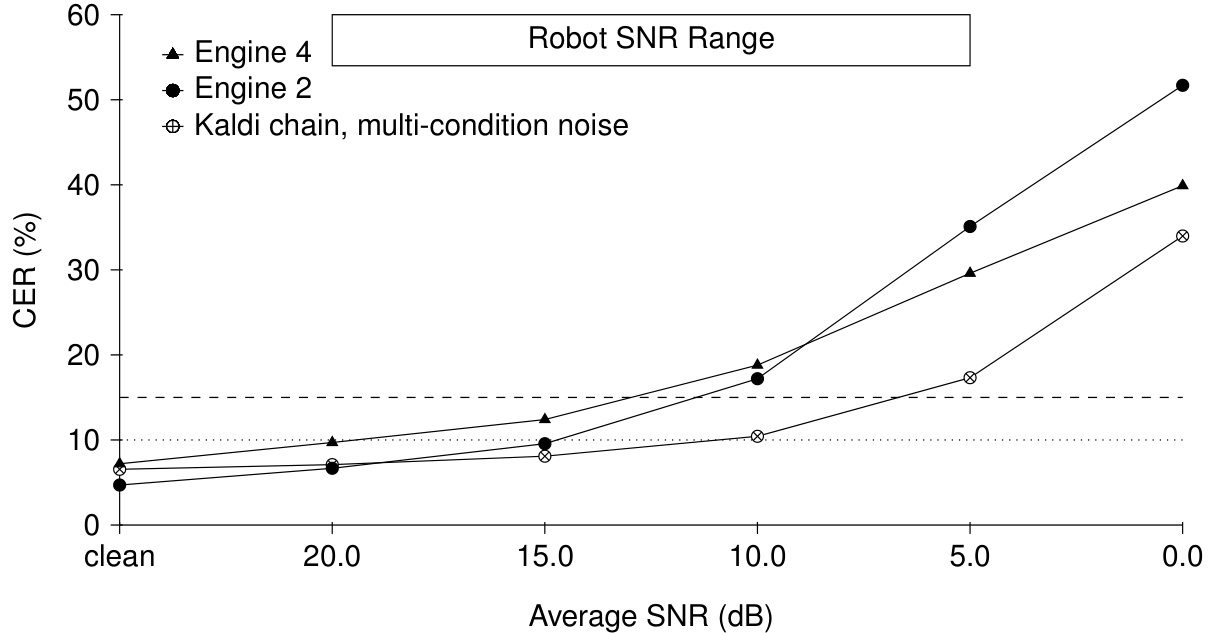 60
Robot SNR Range
Engine 4
50
Engine 2
Kaldi chain, multi-condition noise
40
CER (%)
30
20
10
0
clean 20.0 15.0 10.0 5.0 0.0
Average SNR (dB)